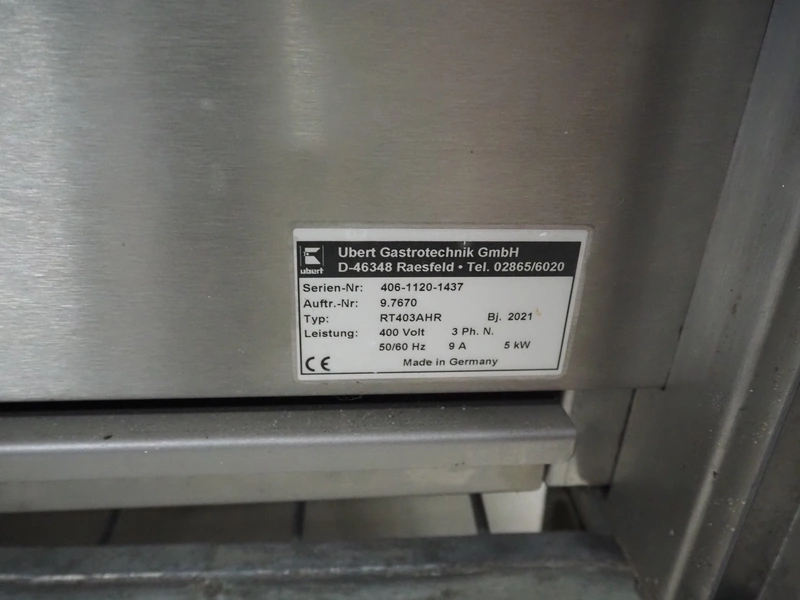 Ubert Gastrotechnik GmbH
D-46348 Raesfeld • Tel. 02865/6020
ubert
Serien-Nr: 406-1120-1437
Auftr.-Nr: 9.7670
Typ: RT403AHR Bj. 2021
Leistung: 400 Volt 3 Ph. N.
50/60 Hz 9 A 5 kW
CE Made in Germany